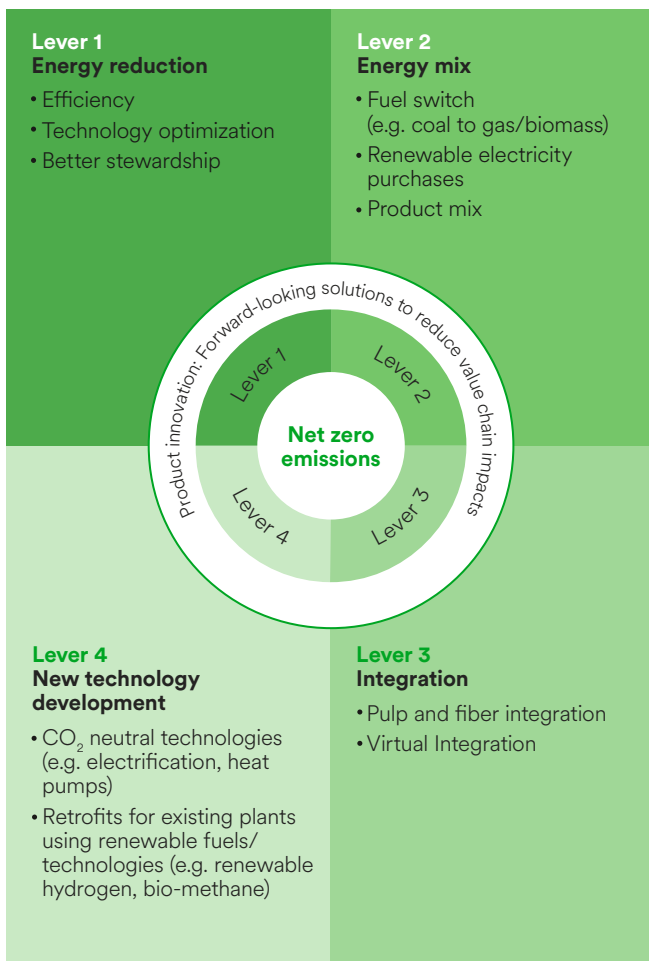 Lever 1
Energy reduction
• Efficiency
• Technology optimization
• Better stewardship
Lever 2
Energy mix
• Fuel switch
(e.g. coal to gas/biomass)
• Renewable electricity
purchases
• Product mix
Product innovation: Forward-looking solutions to reduce value chain impacts
Lever 1
Lever 2
Net zero
emissions
Lever 4
Lever 3
Lever 4
New technology
development
• CO₂ neutral technologies
(e.g. electrification, heat
pumps)
• Retrofits for existing plants
using renewable fuels/
technologies (e.g. renewable
hydrogen, bio-methane)
Lever 3
Integration
• Pulp and fiber integration
• Virtual Integration